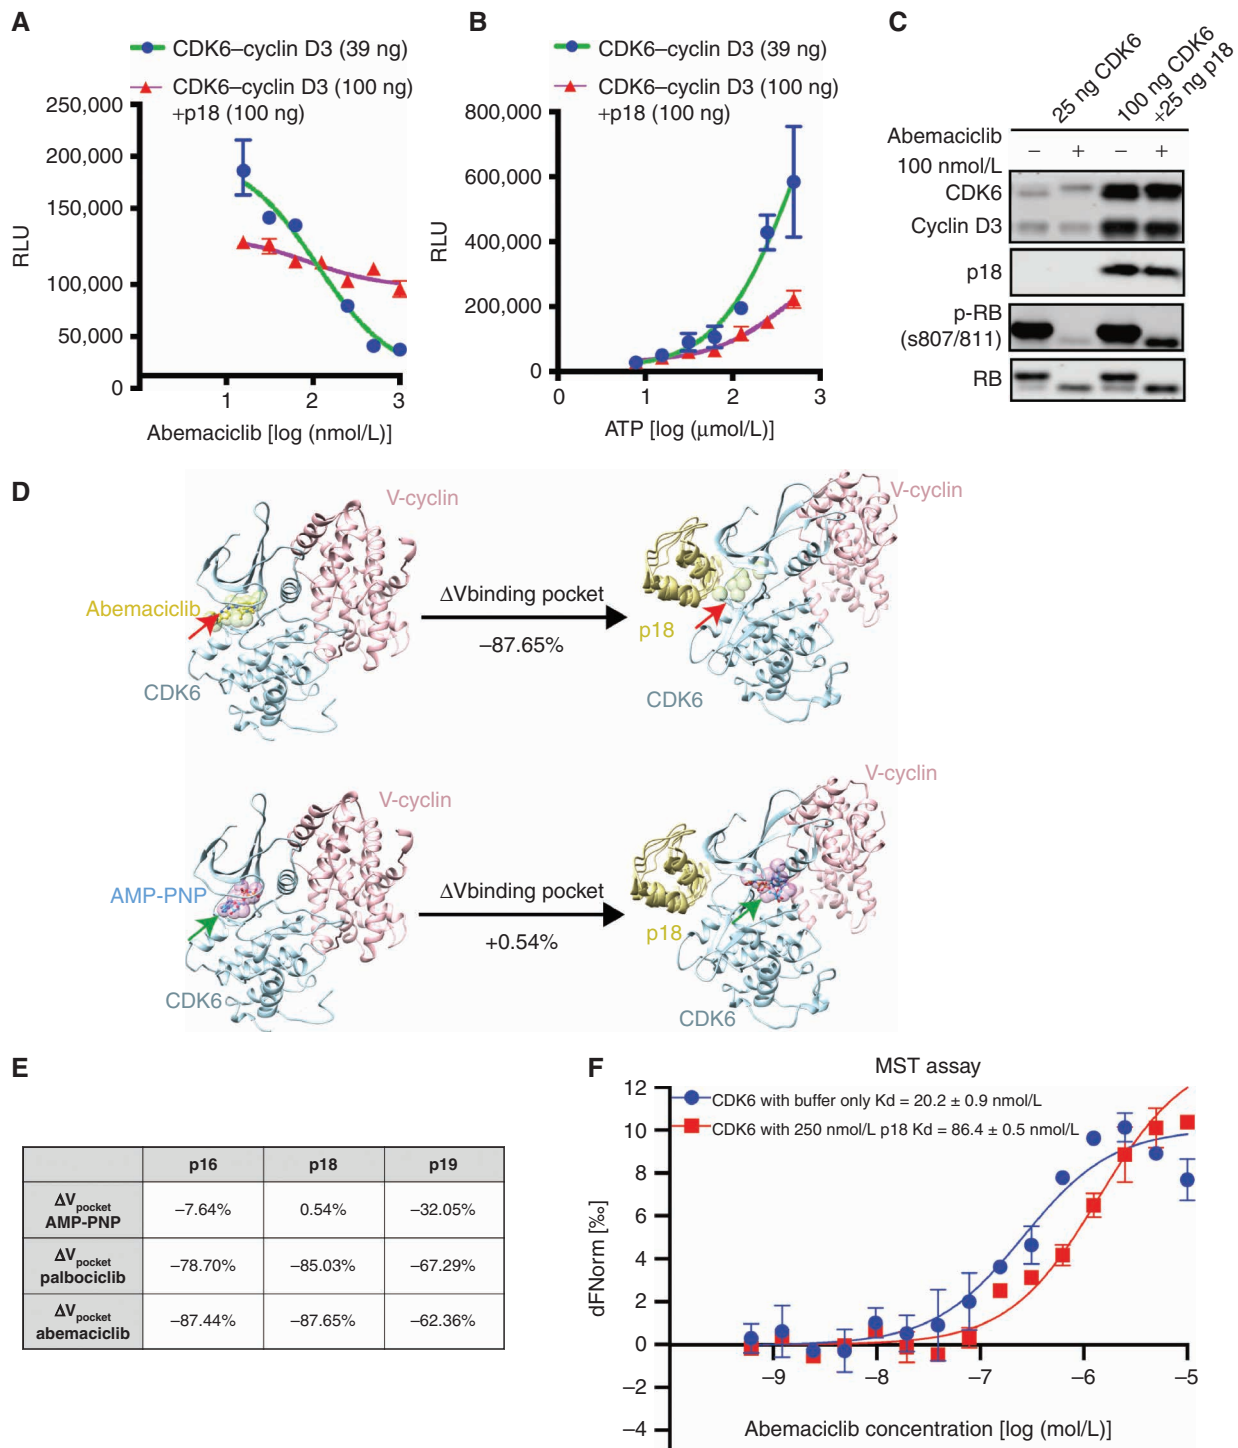 A
CDK6–cyclin D3 (39 ng)
CDK6–cyclin D3 (100 ng)
+p18 (100 ng)
250,000
200,000
150,000
100,000
50,000
0
RLU
1
2
3
Abemaciclib [log (nmol/L)]
B
CDK6–cyclin D3 (39 ng)
CDK6–cyclin D3 (100 ng)
+p18 (100 ng)
800,000
600,000
400,000
200,000
0
RLU
0
1
2
3
ATP [log (μmol/L)]
C
25 ng CDK6
100 ng CDK6
+25 ng p18
Abemaciclib
100 nmol/L
– + – +
CDK6
Cyclin D3
p18
p-RB
(s807/811)
RB
D
V-cyclin
Abemaciclib
CDK6
ΔVbinding pocket
–87.65%
V-cyclin
p18
CDK6
V-cyclin
AMP-PNP
CDK6
ΔVbinding pocket
+0.54%
V-cyclin
p18
CDK6
E
p16 p18 p19
ΔVpocket
AMP-PNP
–7.64% 0.54% –32.05%
ΔVpocket
palbociclib
–78.70% –85.03% –67.29%
ΔVpocket
abemaciclib
–87.44% –87.65% –62.36%
F
MST assay
CDK6 with buffer only Kd = 20.2 ± 0.9 nmol/L
CDK6 with 250 nmol/L p18 Kd = 86.4 ± 0.5 nmol/L
12
10
8
6
4
2
0
–2
–4
dFNorm [‰]
–9
–8
–7
–6
–5
Abemaciclib concentration [log (mol/L)]